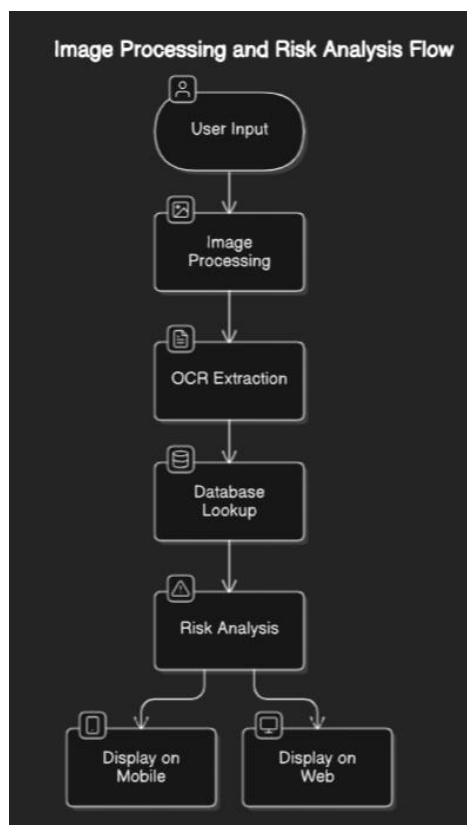 Image Processing and Risk Analysis Flow
User Input
Image
Processing
OCR Extraction
Database
Lookup
Risk Analysis
Display on
Mobile
Display on
Web